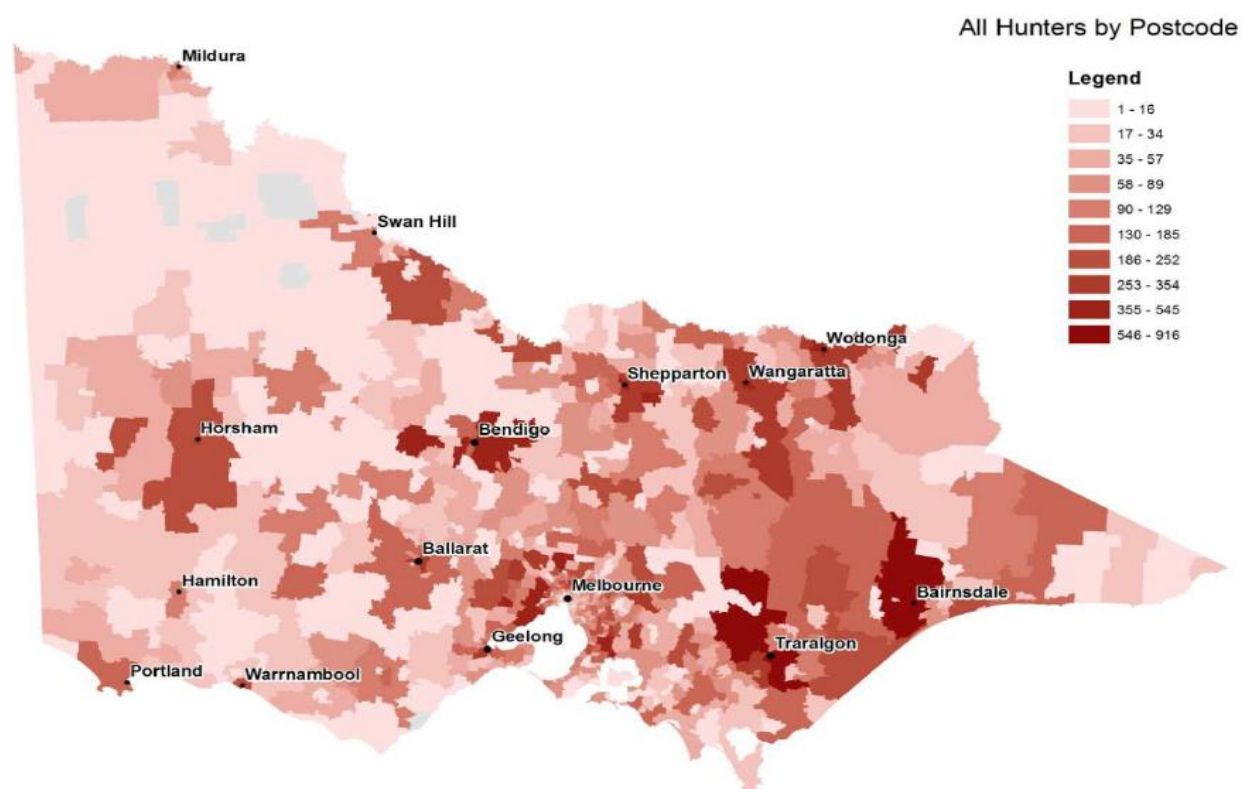 All Hunters by Postcode
Legend
1 - 16
17 - 34
35 - 57
58 - 89
90 - 129
130 - 185
186 - 252
253 - 354
355 - 545
546 - 916
Mildura
Swan Hill
Wodonga
Shepparton
Wangaratta
Horsham
Bendigo
Ballarat
Hamilton
Melbourne
Bairnsdale
Geelong
Traralgon
Portland
Warrnambool